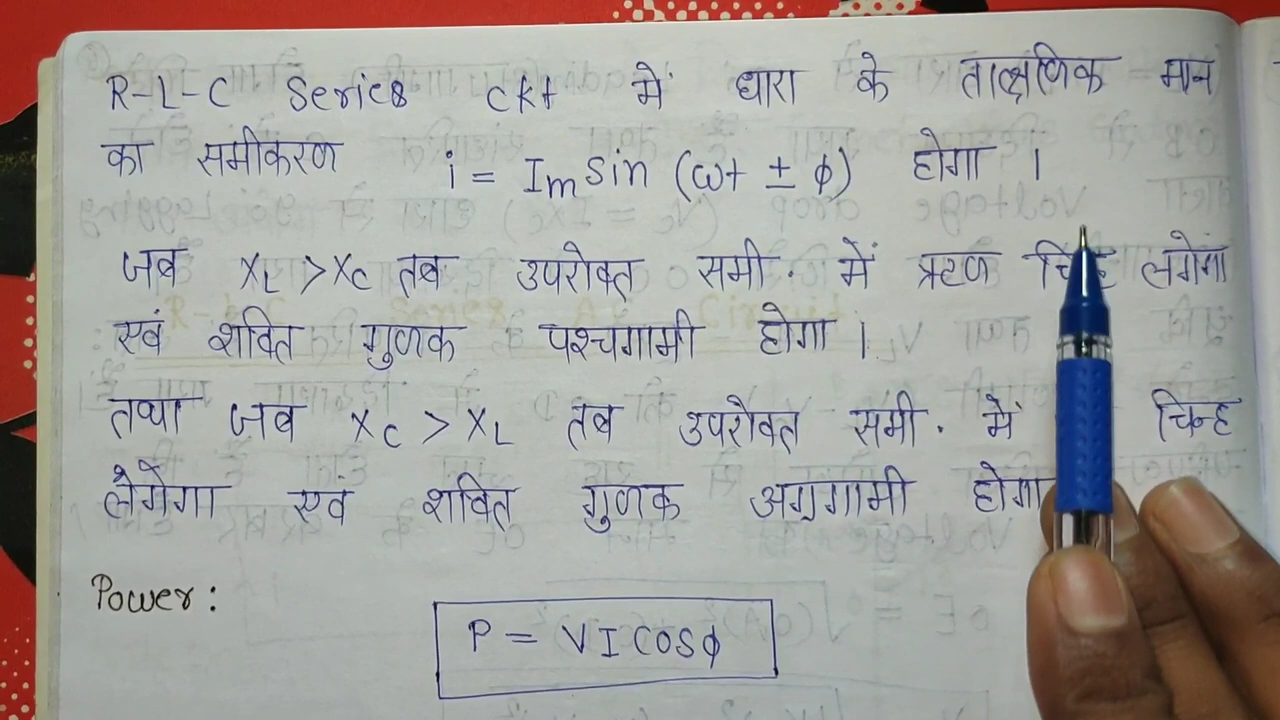 R-L-C Series ckt में धारा के तात्क्षणिक मान
का समीकरण i = Im sin (ωt ± ϕ) होगा ।
जब XL > XC तब उपरोक्त समी. में ऋण चिन्ह लगेगा
एवं शक्ति गुणक पश्चगामी होगा ।
तथा जब XC > XL तब उपरोक्त समी. में चिन्ह
लेगेगा एवं शक्ति गुणक अग्रगामी होगा
Power:
P = VI COSϕ